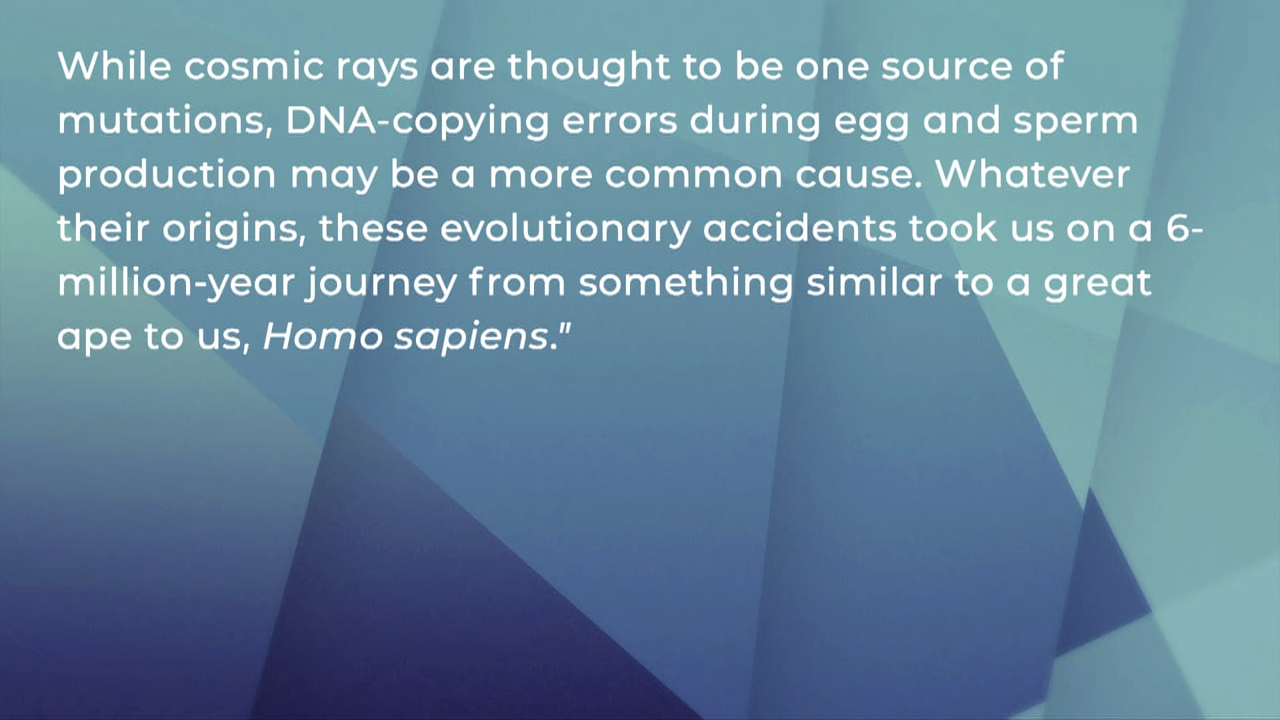 While cosmic rays are thought to be one source of
mutations, DNA-copying errors during egg and sperm
production may be a more common cause. Whatever
their origins, these evolutionary accidents took us on a 6-
million-year journey from something similar to a great
ape to us, Homo sapiens."